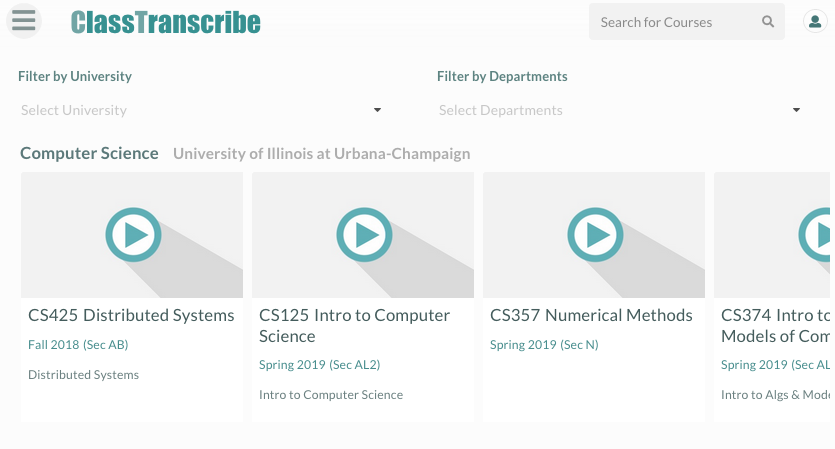 ClassTranscribe
Search for Courses
Filter by University
Filter by Departments
Select University
Select Departments
Computer Science University of Illinois at Urbana-Champaign
CS425 Distributed Systems
Fall 2018 (Sec AB)
Distributed Systems
CS125 Intro to Computer
Science
Spring 2019 (Sec AL2)
Intro to Computer Science
CS357 Numerical Methods
Spring 2019 (Sec N)
CS374 Intro to
Models of Com
Spring 2019 (Sec AL
Intro to Algs & Mode